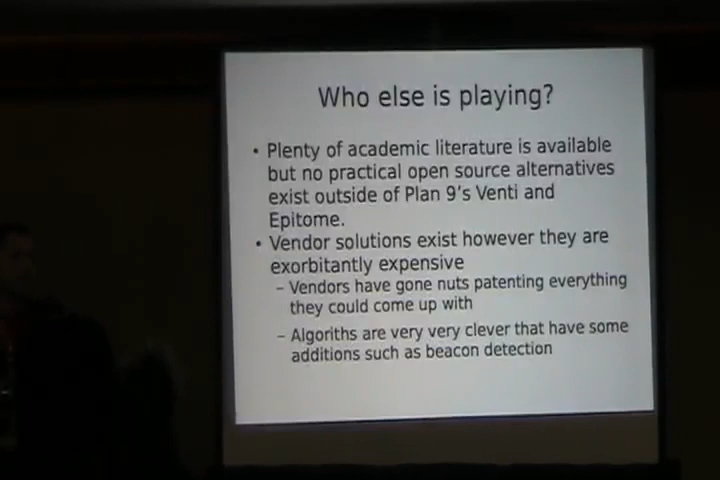 Who else is playing?
• Plenty of academic literature is available
but no practical open source alternatives
exist outside of Plan 9's Venti and
Epitome.
• Vendor solutions exist however they are
exorbitantly expensive
– Vendors have gone nuts patenting everything
they could come up with
– Algoriths are very very clever that have some
additions such as beacon detection